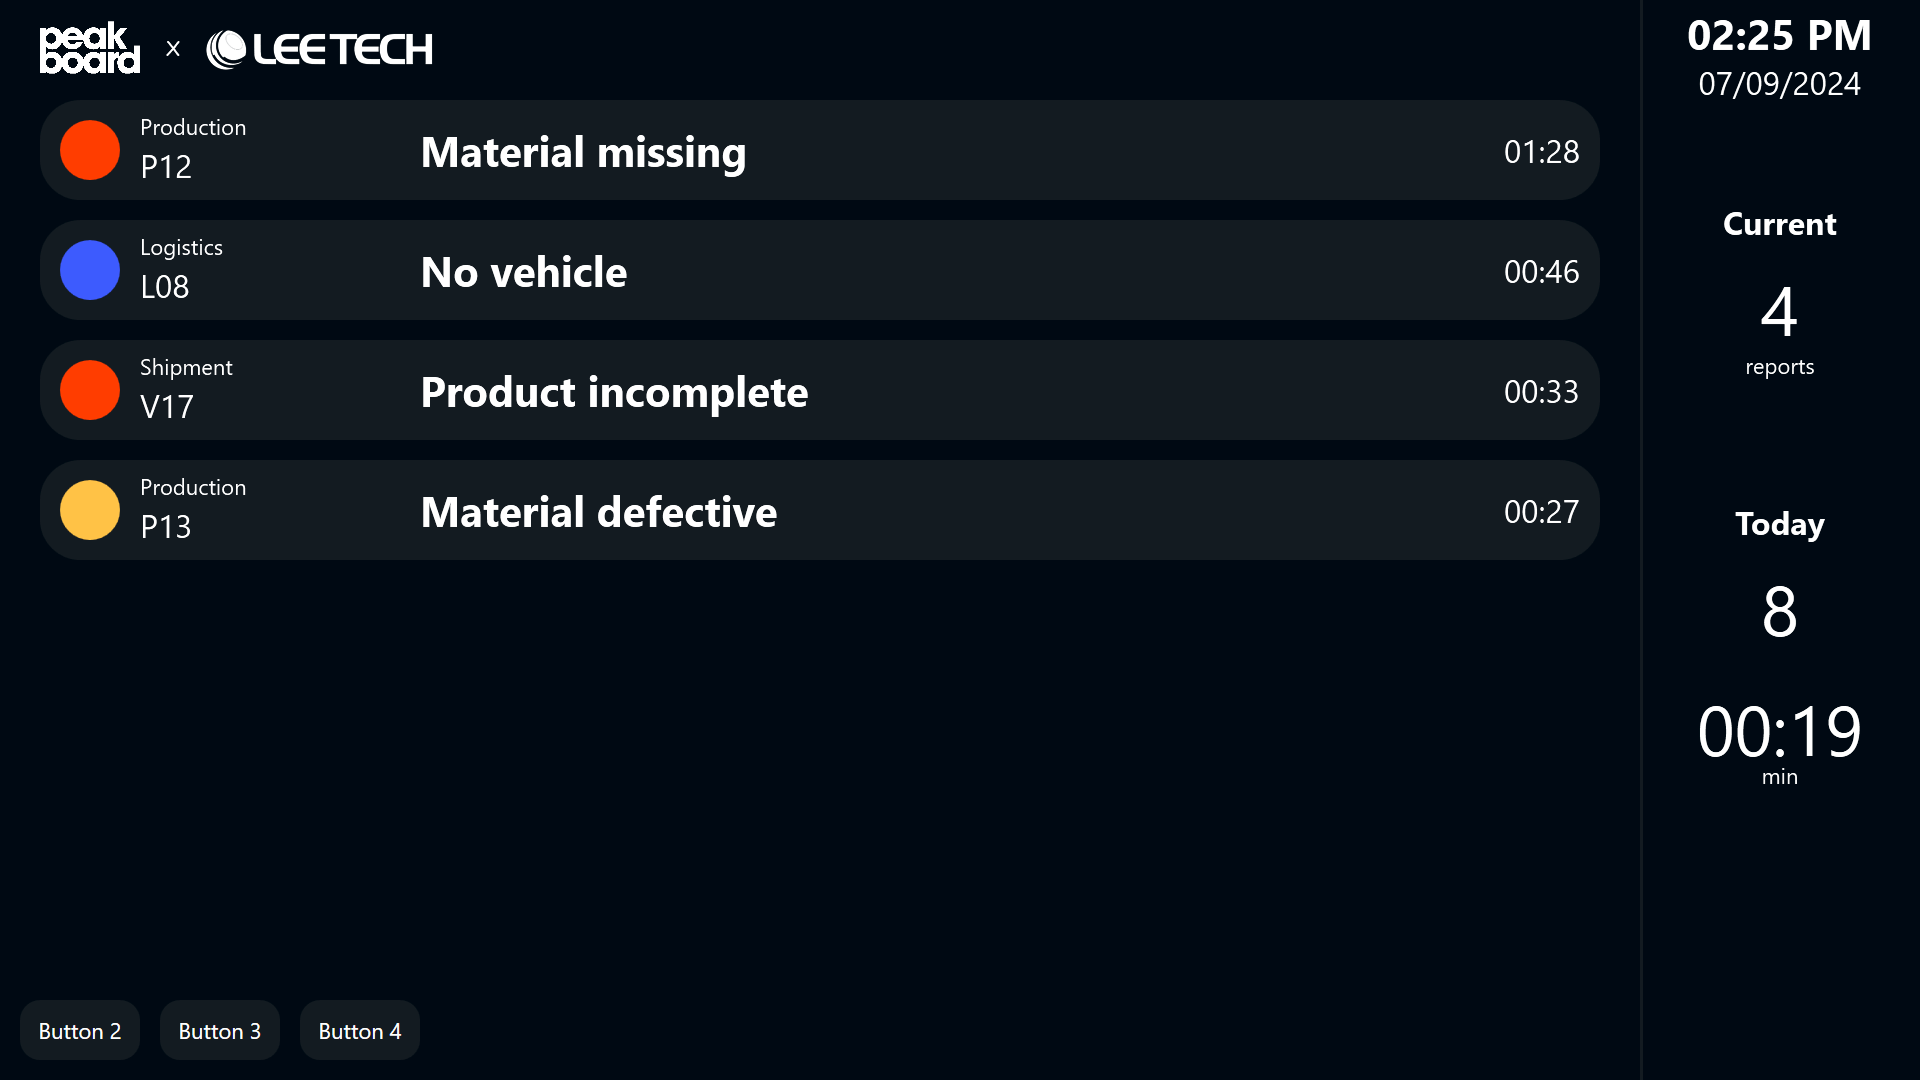 peak
board
x
LEE TECH
02:25 PM
07/09/2024
Production
P12
Material missing
01:28
Logistics
L08
No vehicle
00:46
Shipment
V17
Product incomplete
00:33
Production
P13
Material defective
00:27
Current
4
reports
Today
8
00:19
min
Button 2
Button 3
Button 4